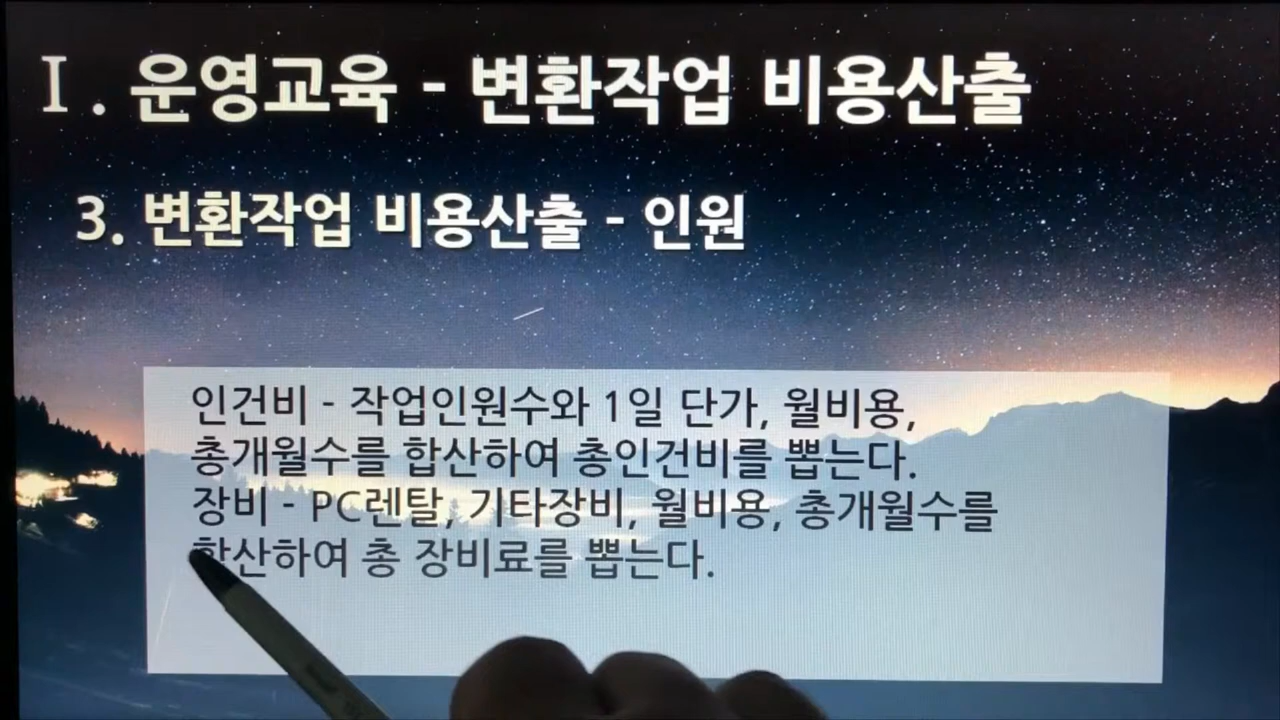 Ⅰ. 운영교육 - 변환작업 비용산출
3. 변환작업 비용산출 - 인원
인건비 - 작업인원수와 1일 단가, 월비용,
총개월수를 합산하여 총인건비를 뽑는다.
장비 - PC렌탈, 기타장비, 월비용, 총개월수를
합산하여 총 장비료를 뽑는다.